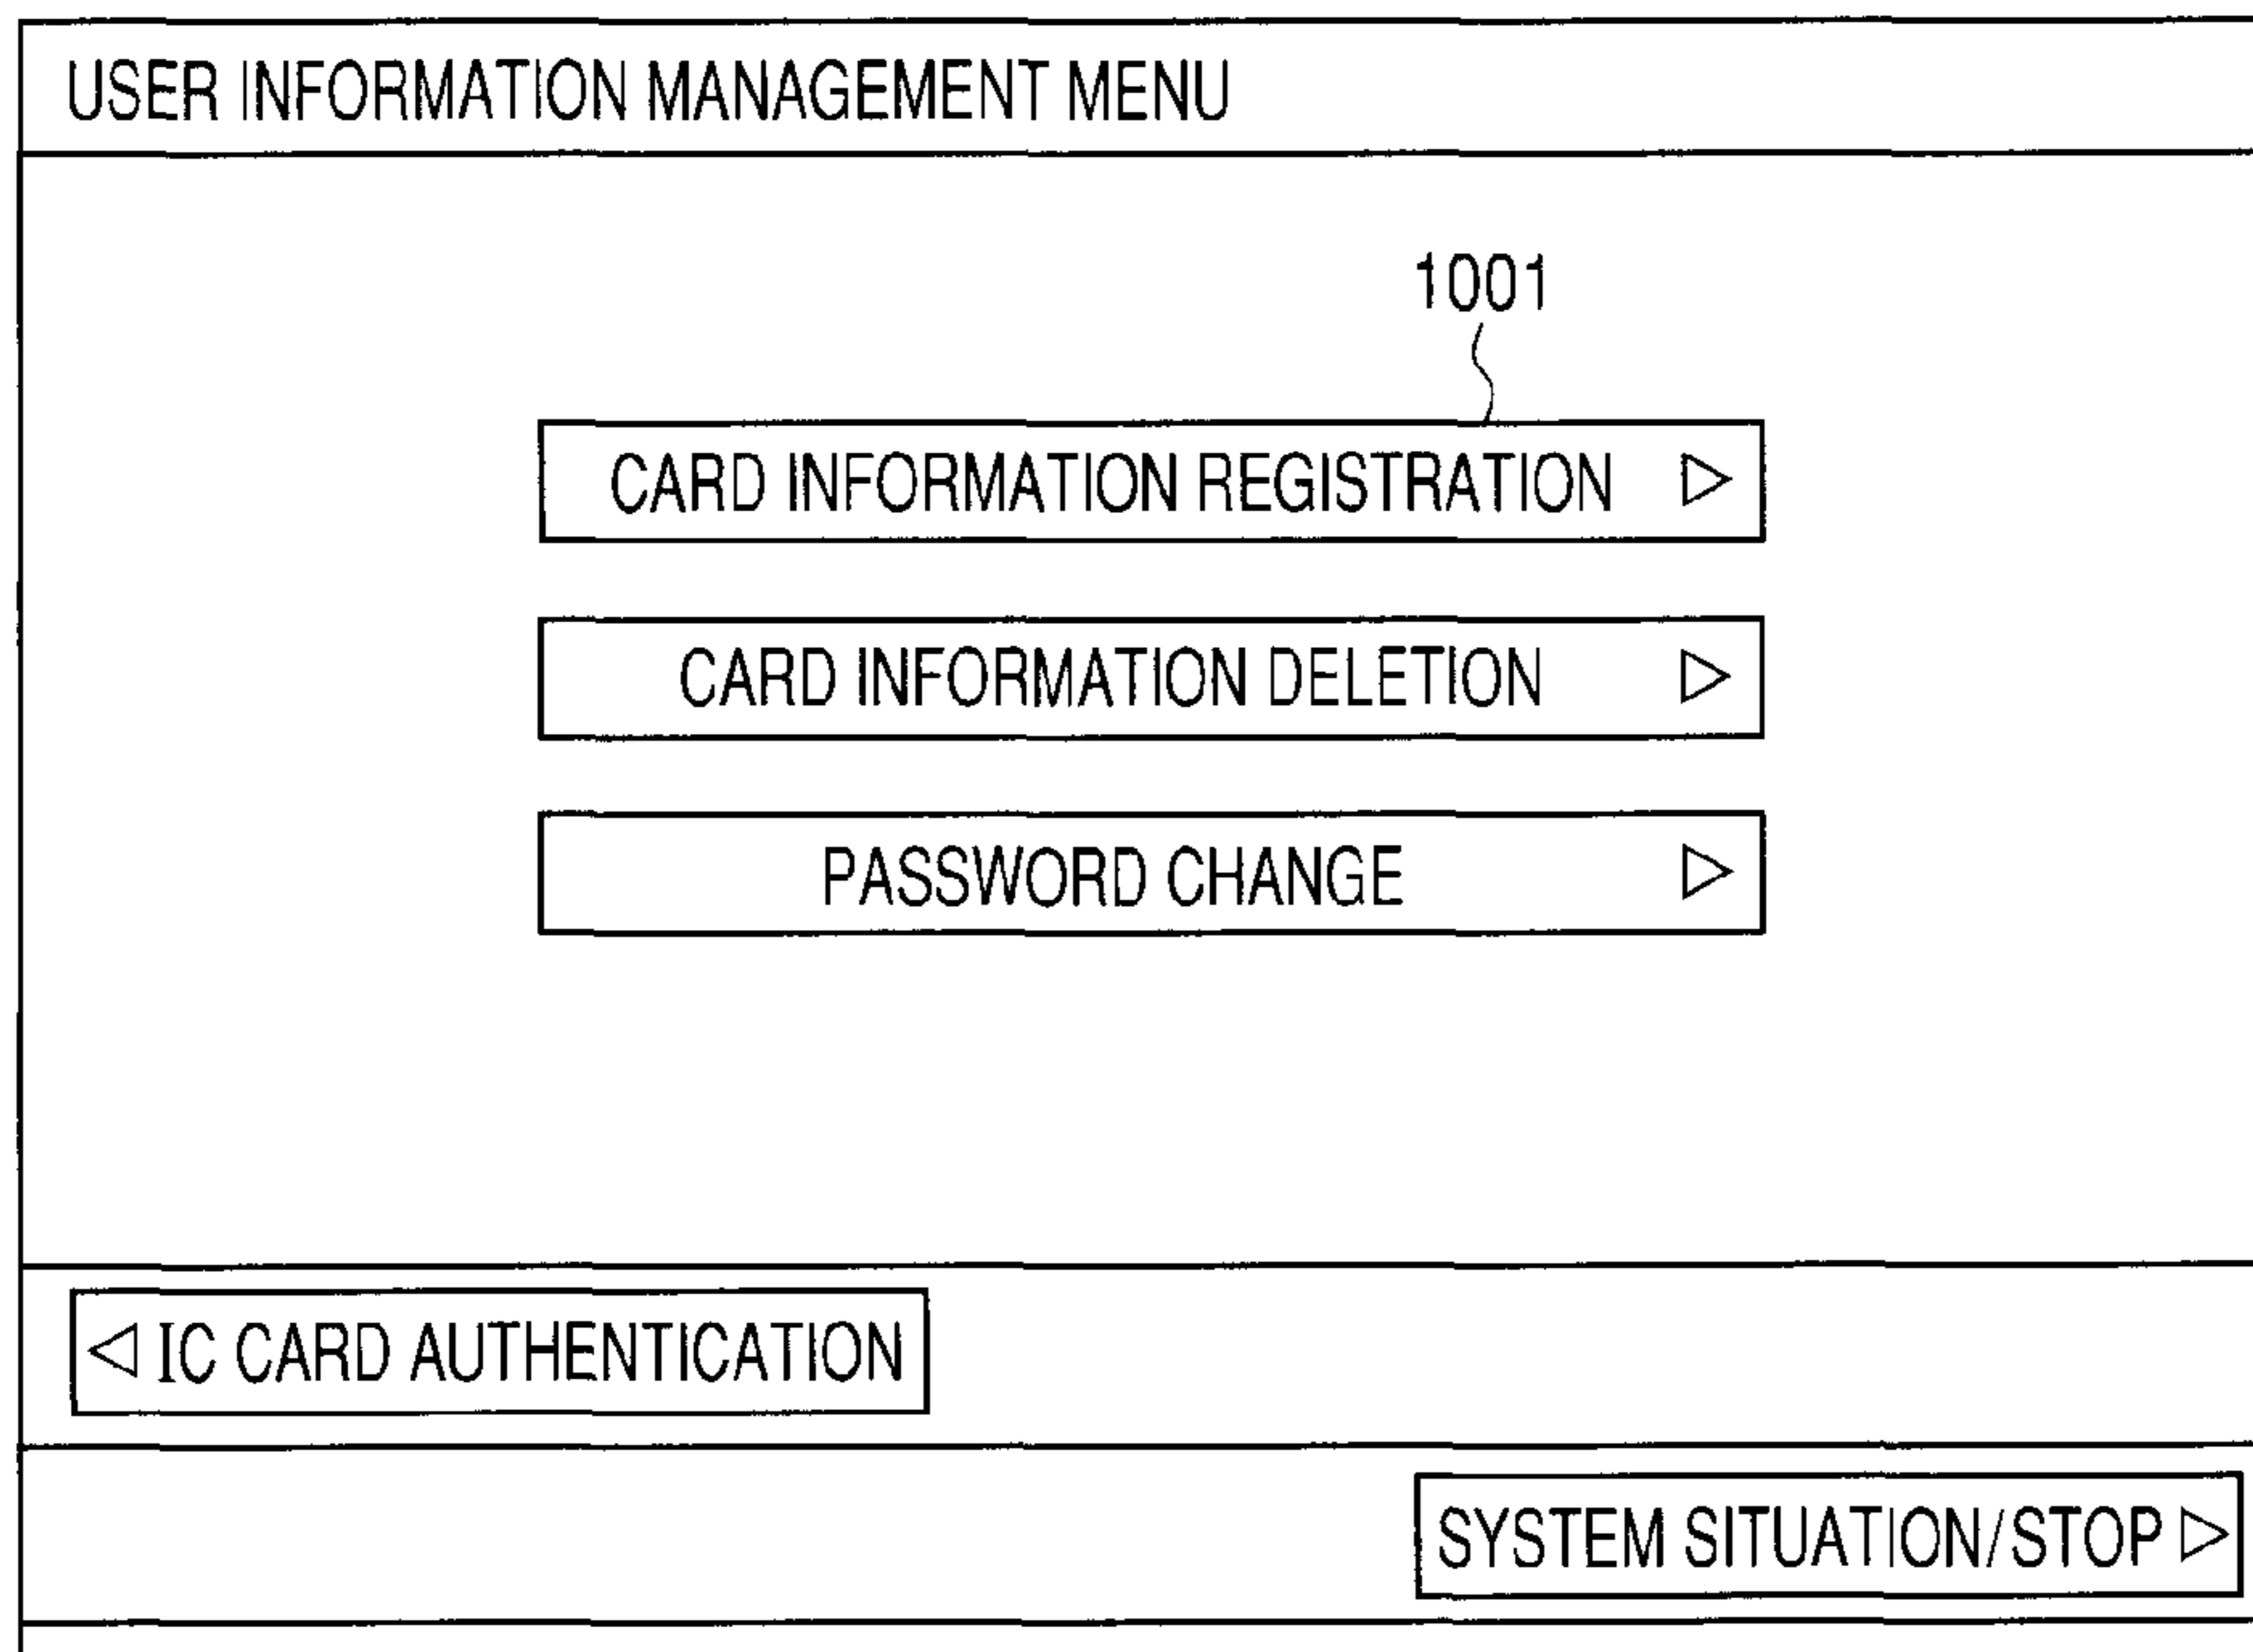 USER INFORMATION MANAGEMENT MENU
1001
CARD INFORMATION REGISTRATION ▷
CARD INFORMATION DELETION ▷
PASSWORD CHANGE ▷
◁ IC CARD AUTHENTICATION
SYSTEM SITUATION/STOP ▷